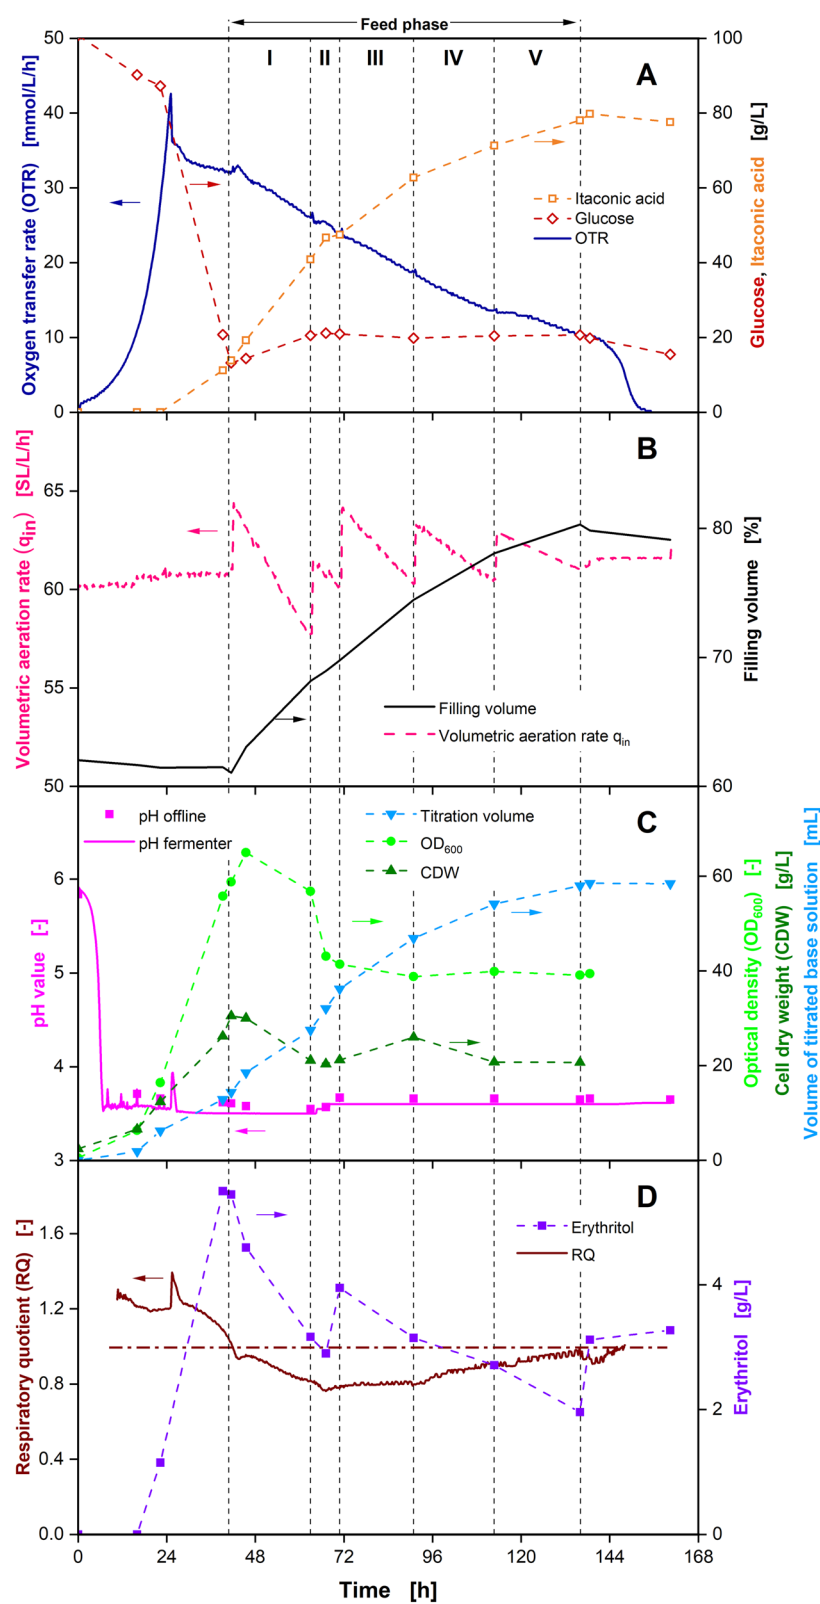 Feed phase
I II III IV V
A
50
40
30
20
10
0
Oxygen transfer rate (OTR) [mmol/L/h]
100
80
60
40
20
0
Glucose, Itaconic acid [g/L]
Itaconic acid
Glucose
OTR
B
65
60
55
50
Volumetric aeration rate (qin) [SL/L/h]
80
70
60
Filling volume [%]
Filling volume
Volumetric aeration rate qin
C
pH offline
pH fermenter
Titration volume
OD600
CDW
6
5
4
3
pH value [-]
60
40
20
0
Optical density (OD600) [-]
Cell dry weight (CDW) [g/L]
Volume of titrated base solution [mL]
D
Erythritol
RQ
1.6
1.2
0.8
0.4
0.0
Respiratory quotient (RQ) [-]
4
2
0
Erythritol [g/L]
0 24 48 72 96 120 144 168
Time [h]